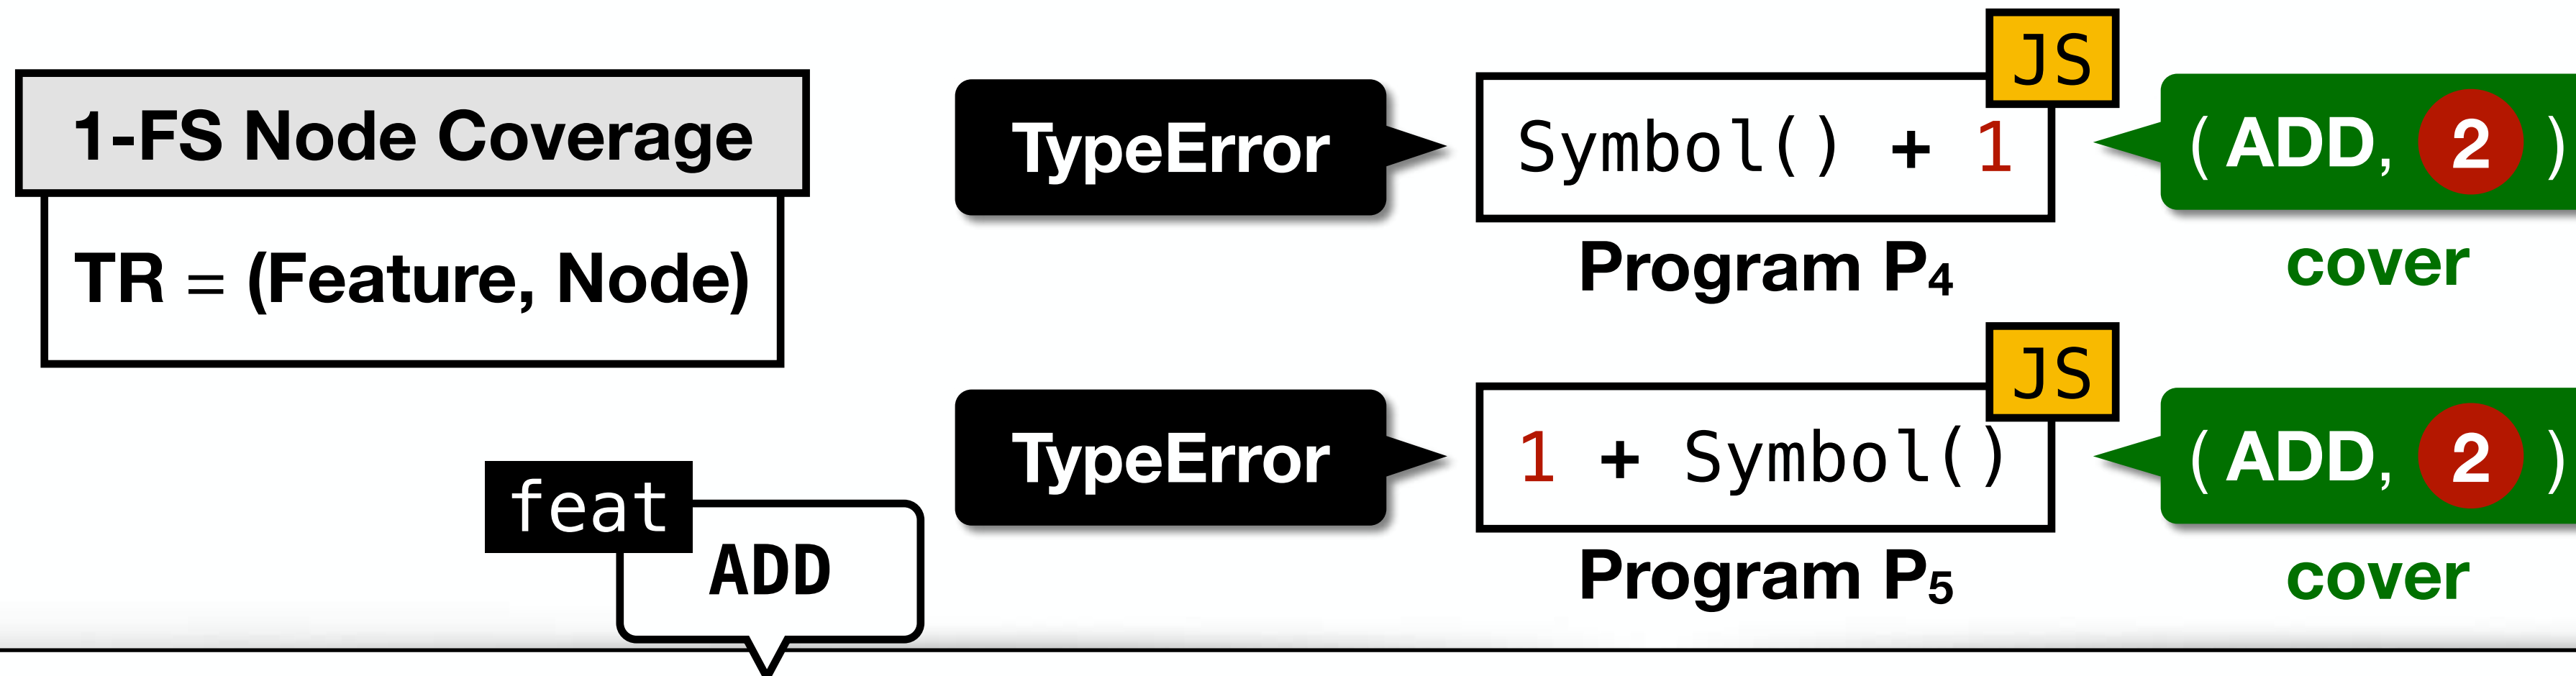 1-FS Node Coverage
TR = (Feature, Node)
TypeError
Symbol() + 1
JS
( ADD, 2 )
Program P₄
cover
TypeError
1 + Symbol()
JS
( ADD, 2 )
Program P₅
cover
feat
ADD